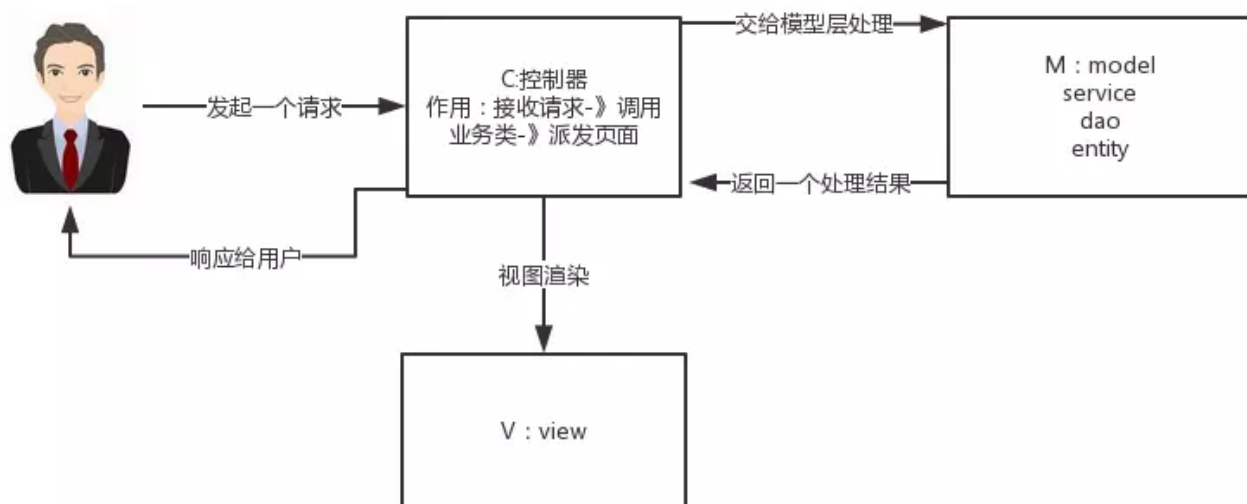 交给模型层处理
C:控制器
作用：接收请求-》调用
业务类-》派发页面
M：model
service
dao
entity
发起一个请求
返回一个处理结果
响应给用户
视图渲染
V：view